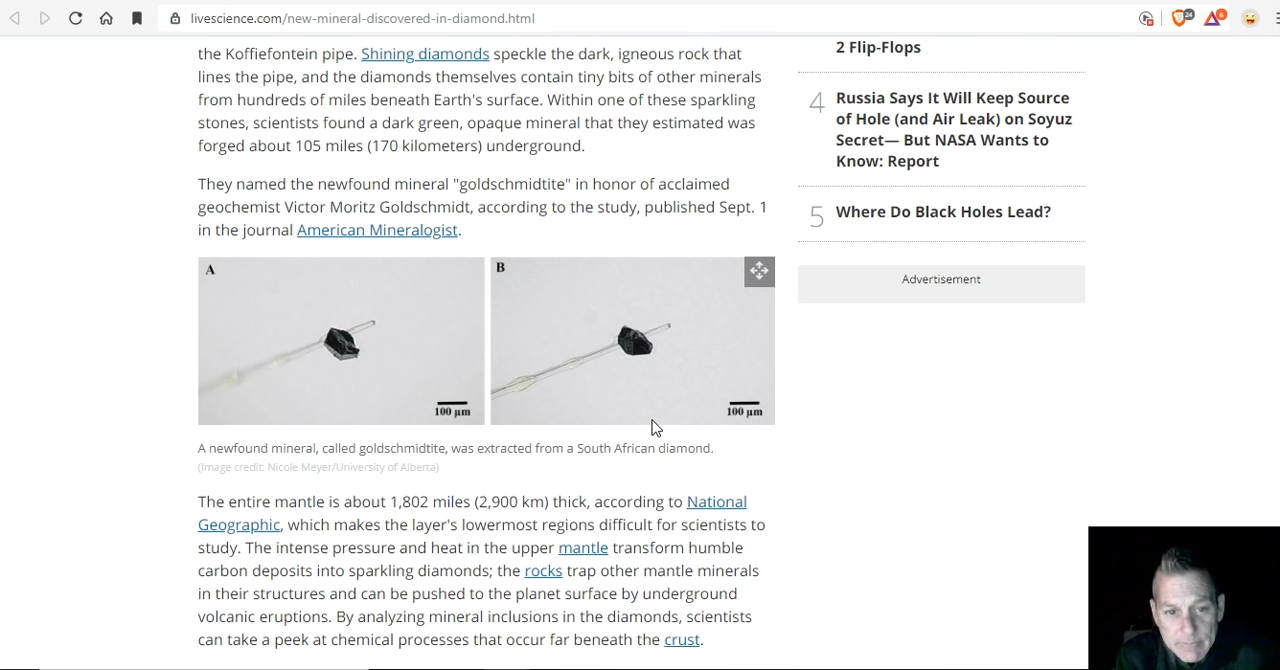 livescience.com/new-mineral-discovered-in-diamond.html
24
6
the Koffiefontein pipe. Shining diamonds speckle the dark, igneous rock that
lines the pipe, and the diamonds themselves contain tiny bits of other minerals
from hundreds of miles beneath Earth's surface. Within one of these sparkling
stones, scientists found a dark green, opaque mineral that they estimated was
forged about 105 miles (170 kilometers) underground.
They named the newfound mineral "goldschmidtite" in honor of acclaimed
geochemist Victor Moritz Goldschmidt, according to the study, published Sept. 1
in the journal American Mineralogist.
A
100 µm
B
100 µm
A newfound mineral, called goldschmidtite, was extracted from a South African diamond.
(Image credit: Nicole Meyer/University of Alberta)
The entire mantle is about 1,802 miles (2,900 km) thick, according to National
Geographic, which makes the layer's lowermost regions difficult for scientists to
study. The intense pressure and heat in the upper mantle transform humble
carbon deposits into sparkling diamonds; the rocks trap other mantle minerals
in their structures and can be pushed to the planet surface by underground
volcanic eruptions. By analyzing mineral inclusions in the diamonds, scientists
can take a peek at chemical processes that occur far beneath the crust.
2 Flip-Flops
4
Russia Says It Will Keep Source
of Hole (and Air Leak) on Soyuz
Secret— But NASA Wants to
Know: Report
5
Where Do Black Holes Lead?
Advertisement